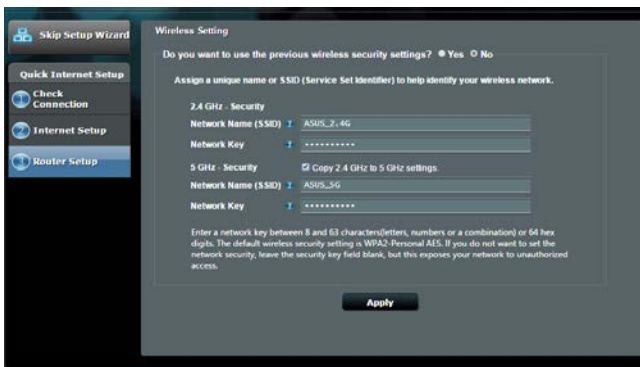 Skip Setup Wizard
Quick Internet Setup
1 Check
Connection
2 Internet Setup
3 Router Setup
Wireless Setting
Do you want to use the previous wireless security settings? Yes No
Assign a unique name or SSID (Service Set Identifier) to help identify your wireless network.
2.4 GHz - Security
Network Name (SSID) ASUS_2.4G
Network Key ••••••••••
5 GHz - Security Copy 2.4 GHz to 5 GHz settings.
Network Name (SSID) ASUS_5G
Network Key ••••••••••
Enter a network key between 8 and 63 characters(letters, numbers or a combination) or 64 hex
digits. The default wireless security setting is WPA2-Personal AES. If you do not want to set the
network security, leave the security key field blank, but this exposes your network to unauthorized
access.
Apply